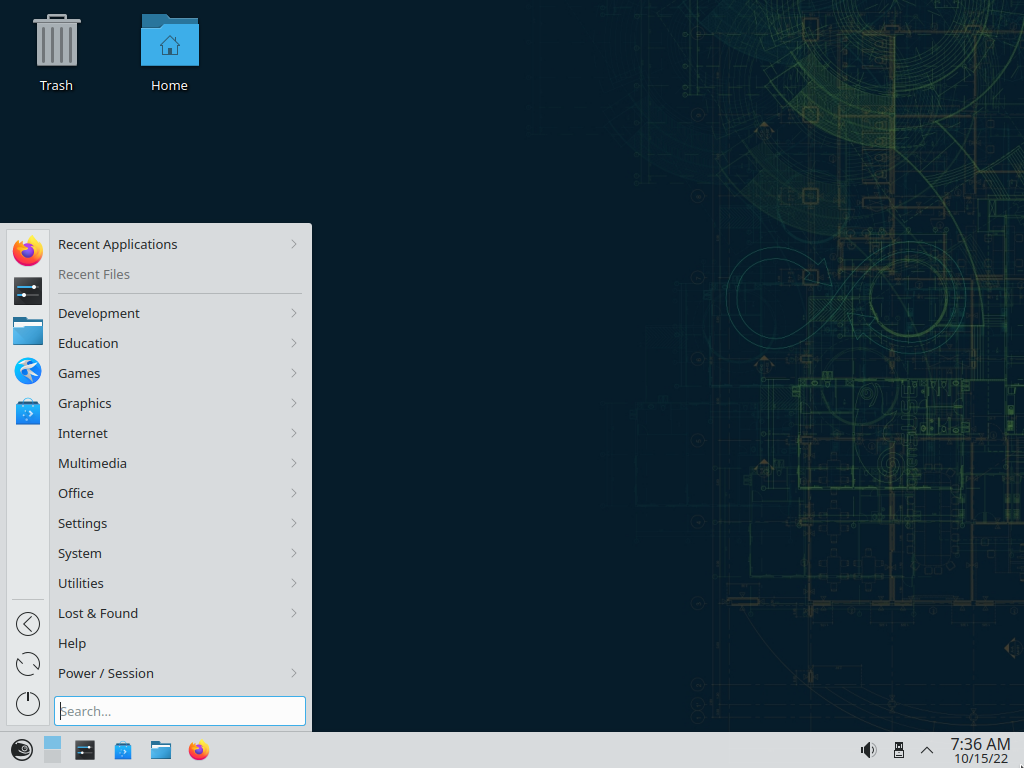 Trash
Home
Recent Applications
Recent Files
Development
Education
Games
Graphics
Internet
Multimedia
Office
Settings
System
Utilities
Lost & Found
Help
Power / Session
Search...
7:36 AM
10/15/22